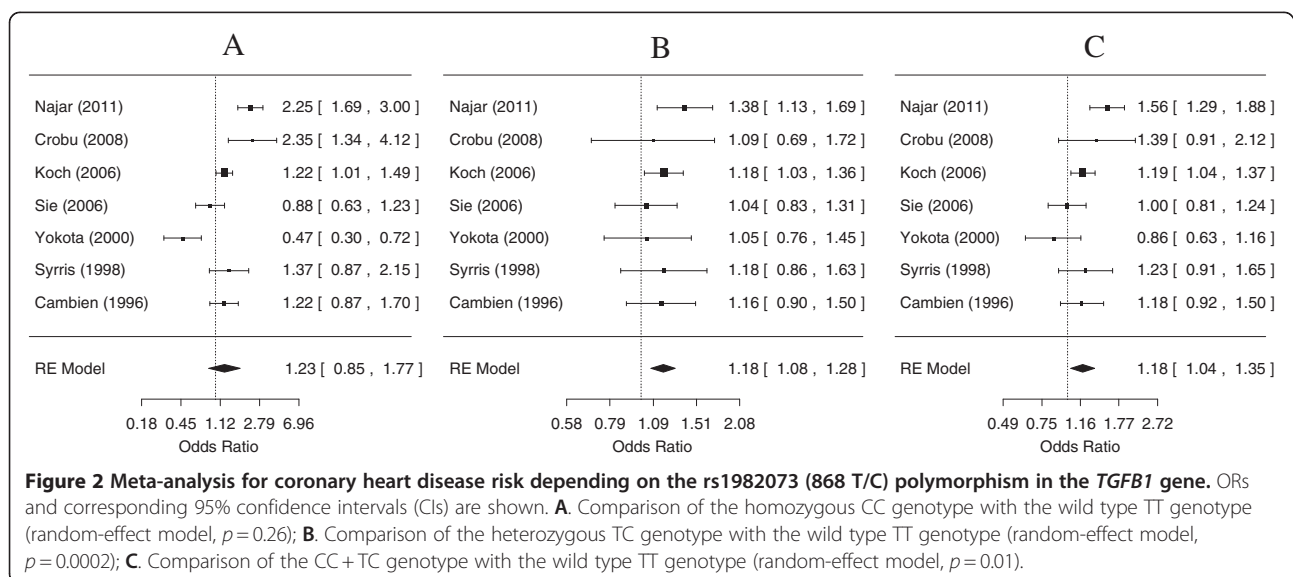 A
B
C
Najar (2011) 2.25 [ 1.69 , 3.00 ]
Crobu (2008) 2.35 [ 1.34 , 4.12 ]
Koch (2006) 1.22 [ 1.01 , 1.49 ]
Sie (2006) 0.88 [ 0.63 , 1.23 ]
Yokota (2000) 0.47 [ 0.30 , 0.72 ]
Syrris (1998) 1.37 [ 0.87 , 2.15 ]
Cambien (1996) 1.22 [ 0.87 , 1.70 ]
RE Model 1.23 [ 0.85 , 1.77 ]
0.18 0.45 1.12 2.79 6.96
Odds Ratio
Najar (2011) 1.38 [ 1.13 , 1.69 ]
Crobu (2008) 1.09 [ 0.69 , 1.72 ]
Koch (2006) 1.18 [ 1.03 , 1.36 ]
Sie (2006) 1.04 [ 0.83 , 1.31 ]
Yokota (2000) 1.05 [ 0.76 , 1.45 ]
Syrris (1998) 1.18 [ 0.86 , 1.63 ]
Cambien (1996) 1.16 [ 0.90 , 1.50 ]
RE Model 1.18 [ 1.08 , 1.28 ]
0.58 0.79 1.09 1.51 2.08
Odds Ratio
Najar (2011) 1.56 [ 1.29 , 1.88 ]
Crobu (2008) 1.39 [ 0.91 , 2.12 ]
Koch (2006) 1.19 [ 1.04 , 1.37 ]
Sie (2006) 1.00 [ 0.81 , 1.24 ]
Yokota (2000) 0.86 [ 0.63 , 1.16 ]
Syrris (1998) 1.23 [ 0.91 , 1.65 ]
Cambien (1996) 1.18 [ 0.92 , 1.50 ]
RE Model 1.18 [ 1.04 , 1.35 ]
0.49 0.75 1.16 1.77 2.72
Odds Ratio
Figure 2 Meta-analysis for coronary heart disease risk depending on the rs1982073 (868 T/C) polymorphism in the TGFB1 gene. ORs
and corresponding 95% confidence intervals (CIs) are shown. A. Comparison of the homozygous CC genotype with the wild type TT genotype
(random-effect model, p = 0.26); B. Comparison of the heterozygous TC genotype with the wild type TT genotype (random-effect model,
p = 0.0002); C. Comparison of the CC + TC genotype with the wild type TT genotype (random-effect model, p = 0.01).